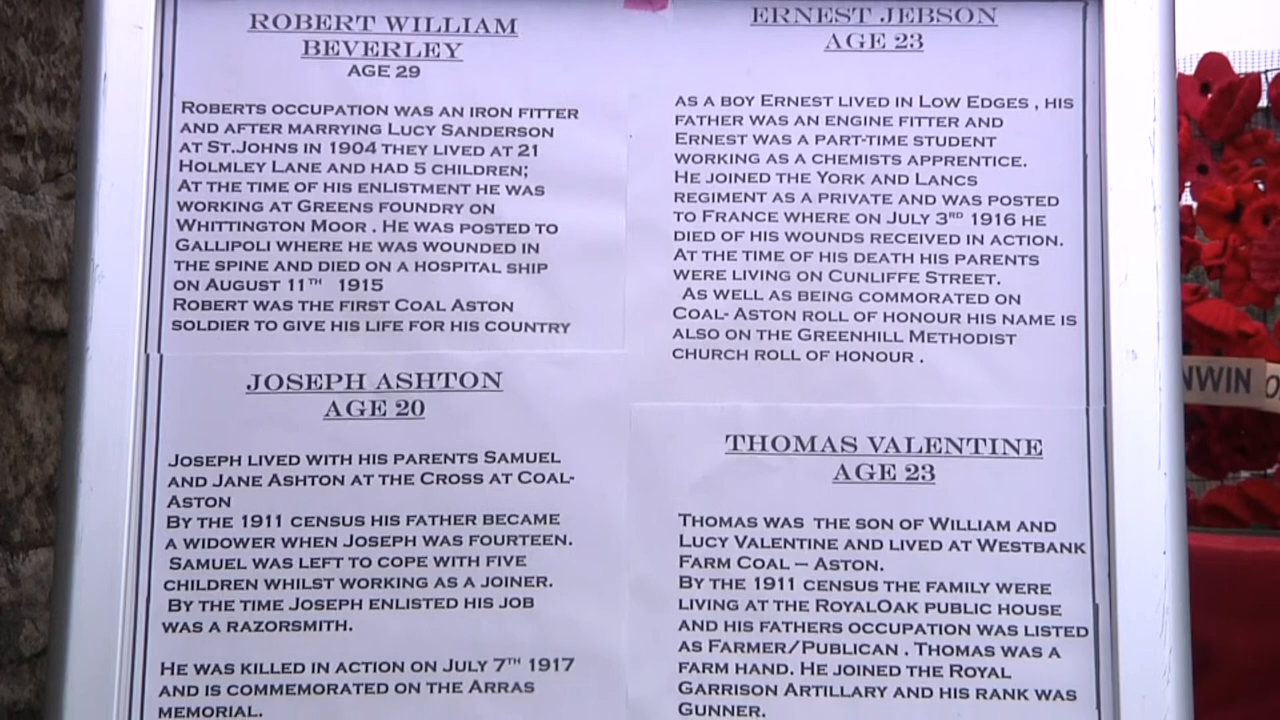 ROBERT WILLIAM
BEVERLEY
AGE 29
ROBERTS OCCUPATION WAS AN IRON FITTER
AND AFTER MARRYING LUCY SANDERSON
AT ST.JOHNS IN 1904 THEY LIVED AT 21
HOLMLEY LANE AND HAD 5 CHILDREN;
AT THE TIME OF HIS ENLISTMENT HE WAS
WORKING AT GREENS FOUNDRY ON
WHITTINGTON MOOR . HE WAS POSTED TO
GALLIPOLI WHERE HE WAS WOUNDED IN
THE SPINE AND DIED ON A HOSPITAL SHIP
ON AUGUST 11TH 1915
ROBERT WAS THE FIRST COAL ASTON
SOLDIER TO GIVE HIS LIFE FOR HIS COUNTRY
JOSEPH ASHTON
AGE 20
JOSEPH LIVED WITH HIS PARENTS SAMUEL
AND JANE ASHTON AT THE CROSS AT COAL-
ASTON
BY THE 1911 CENSUS HIS FATHER BECAME
A WIDOWER WHEN JOSEPH WAS FOURTEEN.
SAMUEL WAS LEFT TO COPE WITH FIVE
CHILDREN WHILST WORKING AS A JOINER.
BY THE TIME JOSEPH ENLISTED HIS JOB
WAS A RAZORSMITH.
HE WAS KILLED IN ACTION ON JULY 7TH 1917
AND IS COMMEMORATED ON THE ARRAS
MEMORIAL.
ERNEST JEBSON
AGE 23
AS A BOY ERNEST LIVED IN LOW EDGES , HIS
FATHER WAS AN ENGINE FITTER AND
ERNEST WAS A PART-TIME STUDENT
WORKING AS A CHEMISTS APPRENTICE.
HE JOINED THE YORK AND LANCS
REGIMENT AS A PRIVATE AND WAS POSTED
TO FRANCE WHERE ON JULY 3RD 1916 HE
DIED OF HIS WOUNDS RECEIVED IN ACTION.
AT THE TIME OF HIS DEATH HIS PARENTS
WERE LIVING ON CUNLIFFE STREET.
AS WELL AS BEING COMMORATED ON
COAL- ASTON ROLL OF HONOUR HIS NAME IS
ALSO ON THE GREENHILL METHODIST
CHURCH ROLL OF HONOUR .
THOMAS VALENTINE
AGE 23
THOMAS WAS THE SON OF WILLIAM AND
LUCY VALENTINE AND LIVED AT WESTBANK
FARM COAL – ASTON.
BY THE 1911 CENSUS THE FAMILY WERE
LIVING AT THE ROYALOAK PUBLIC HOUSE
AND HIS FATHERS OCCUPATION WAS LISTED
AS FARMER/PUBLICAN . THOMAS WAS A
FARM HAND. HE JOINED THE ROYAL
GARRISON ARTILLARY AND HIS RANK WAS
GUNNER.
NWIN